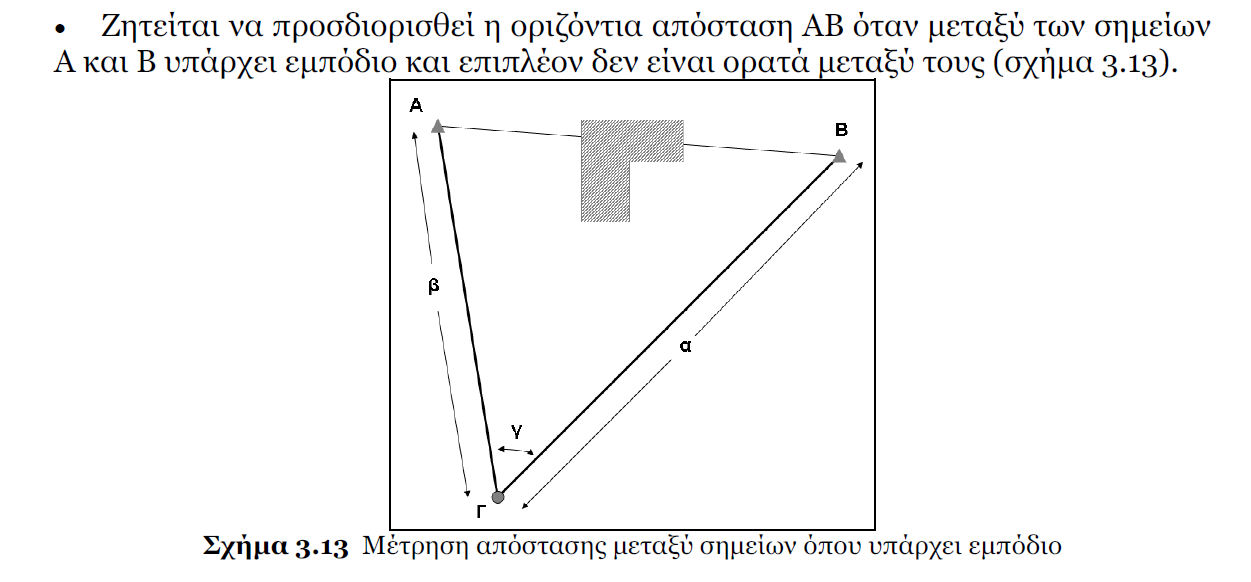 • Ζητείται να προσδιορισθεί η οριζόντια απόσταση ΑΒ όταν μεταξύ των σημείων
Α και Β υπάρχει εμπόδιο και επιπλέον δεν είναι ορατά μεταξύ τους (σχήμα 3.13).
Α
Β
β
α
γ
Γ
Σχήμα 3.13 Μέτρηση απόστασης μεταξύ σημείων όπου υπάρχει εμπόδιο